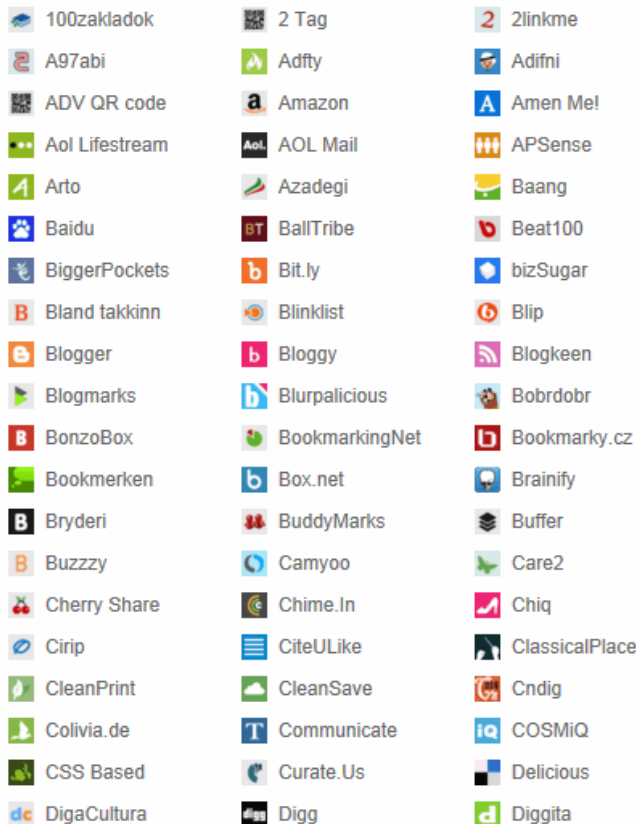 100zakladok 2 Tag 2linkme
A97abi Adfty Adifni
ADV QR code Amazon Amen Me!
Aol Lifestream AOL Mail APSense
Arto Azadegi Baang
Baidu BallTribe Beat100
BiggerPockets Bit.ly bizSugar
Bland takkinn Blinklist Blip
Blogger Bloggy Blogkeen
Blogmarks Blurpalicious Bobrdobr
BonzoBox BookmarkingNet Bookmarky.cz
Bookmerken Box.net Brainify
Bryderi BuddyMarks Buffer
Buzzzy Camyoo Care2
Cherry Share Chime.In Chiq
Cirip CiteULike ClassicalPlace
CleanPrint CleanSave Cndig
Colivia.de Communicate COSMiQ
CSS Based Curate.Us Delicious
DigaCultura Digg Diggita